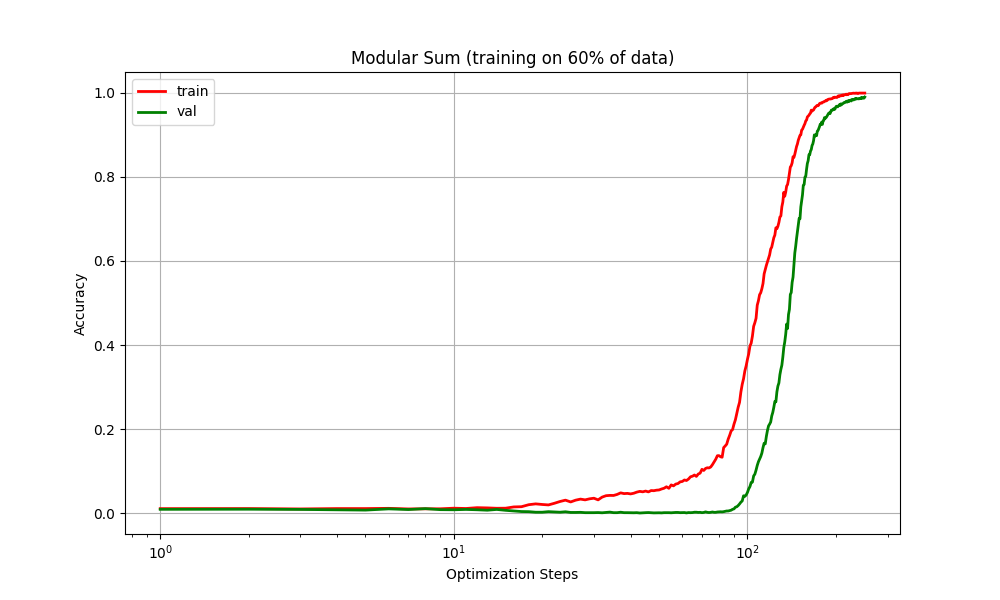 Modular Sum (training on 60% of data)
train
val
1.0
0.8
0.6
0.4
0.2
0.0
Accuracy
10⁰ 10¹ 10²
Optimization Steps